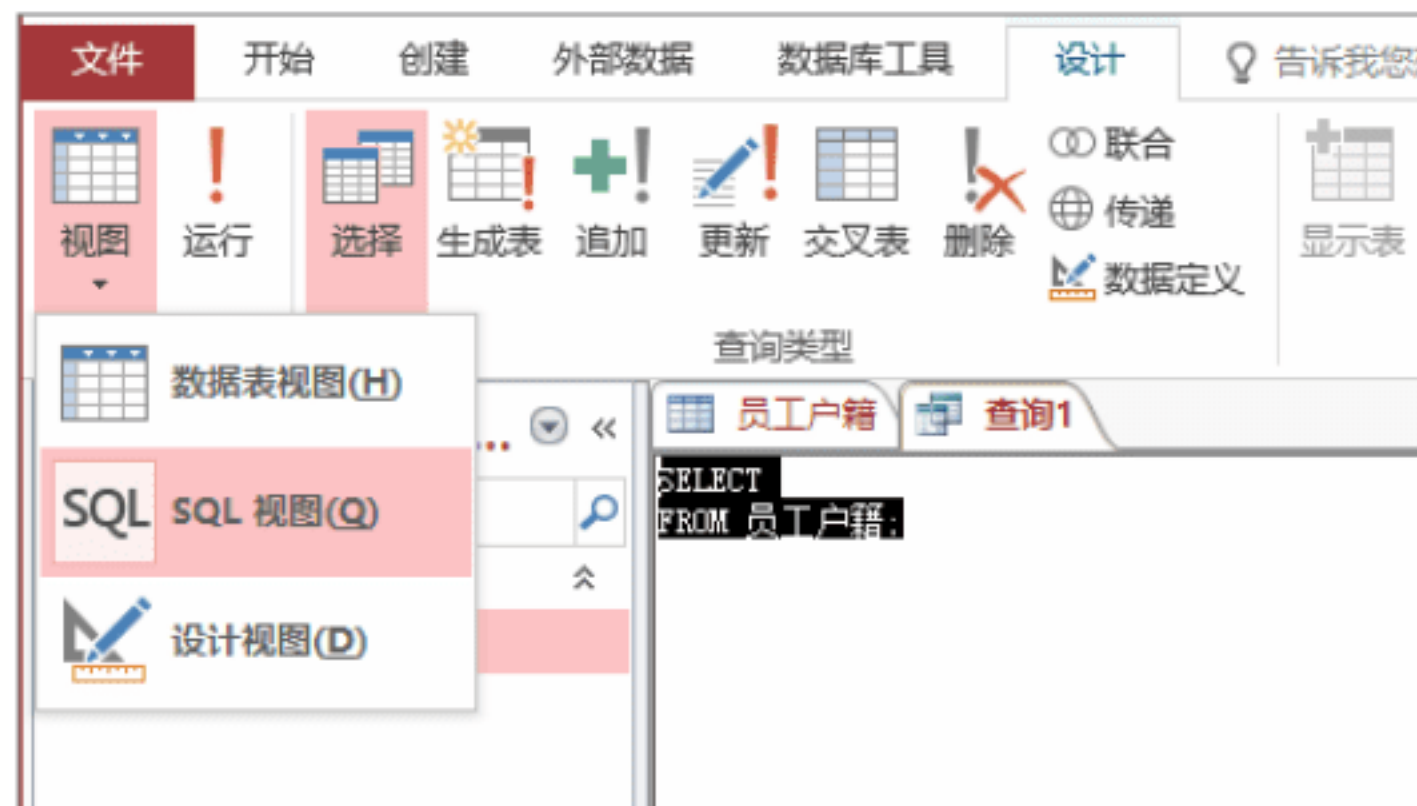 文件 开始 创建 外部数据 数据库工具 设计 告诉我您
视图 运行 选择 生成表 追加 更新 交叉表 删除 联合 传递 数据定义 显示表
查询类型
数据表视图(H)
SQL SQL 视图(Q)
设计视图(D)
... «
员工户籍 查询1
SELECT
FROM 员工户籍;